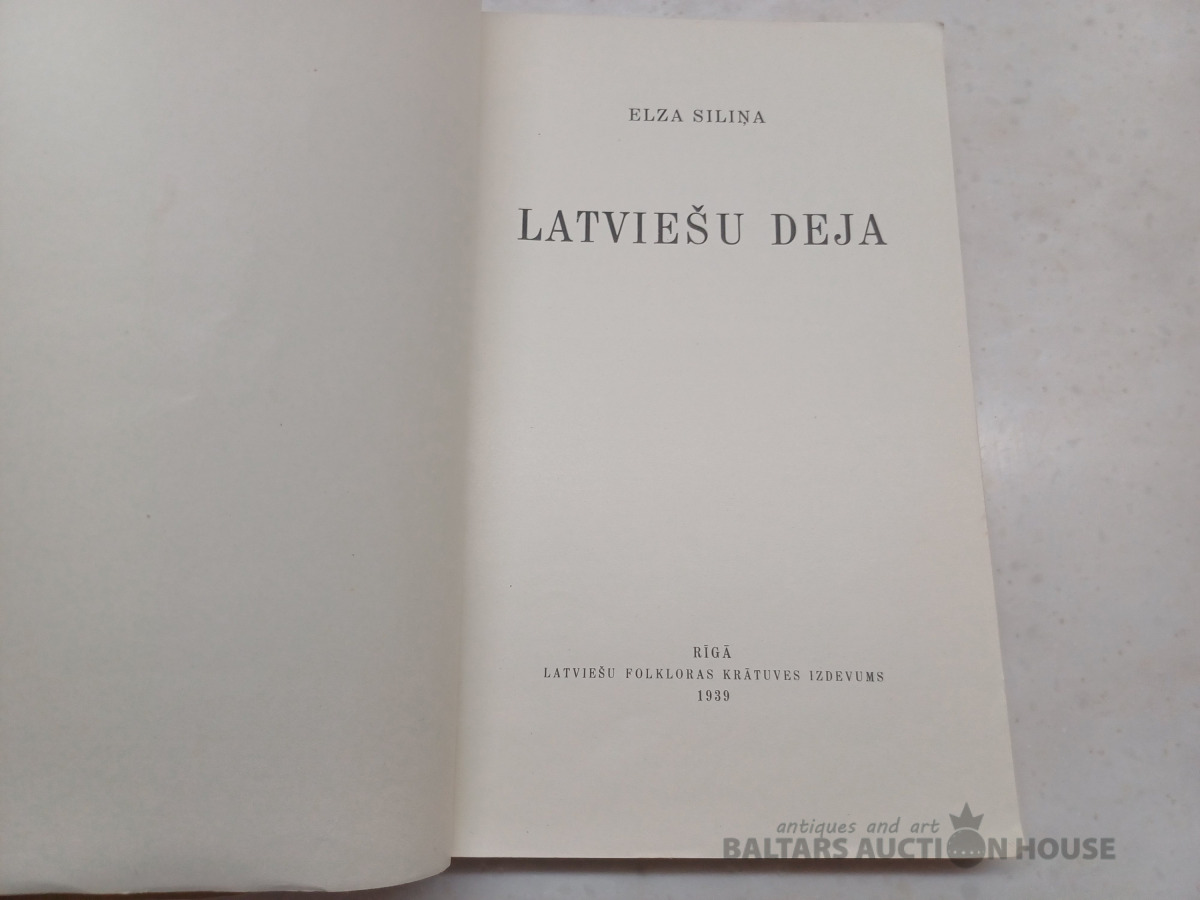 ELZA SILIŅA
LATVIEŠU DEJA
RĪGĀ
LATVIEŠU FOLKLORAS KRĀTUVES IZDEVUMS
1939
antiques and art
BALTARS AUCTION HOUSE